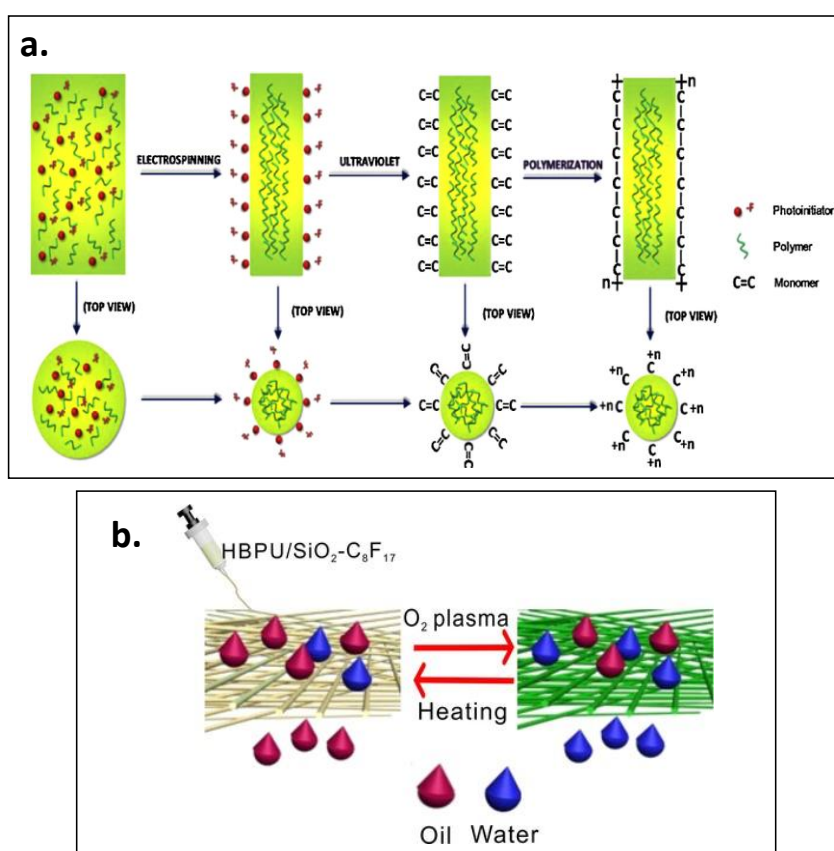 a.
ELECTROSPINNING
ULTRAVIOLET
POLYMERIZATION
C=C C=C
C=C C=C
C=C C=C
C=C C=C
C=C C=C
C=C C=C
C=C C=C
n
C C
C C
C C
C C
C C
C C
C C
n
Photoinitiator
Polymer
C=C Monomer
(TOP VIEW)
(TOP VIEW)
(TOP VIEW)
(TOP VIEW)
C=C
C=C
C=C
C=C
C=C
C=C
C=C
C=C
+n
C
+n C
C +n
+n C
C +n
+n C
C +n
C
+n
b.
HBPU/SiO₂-C₈F₁₇
O₂ plasma
Heating
Oil Water